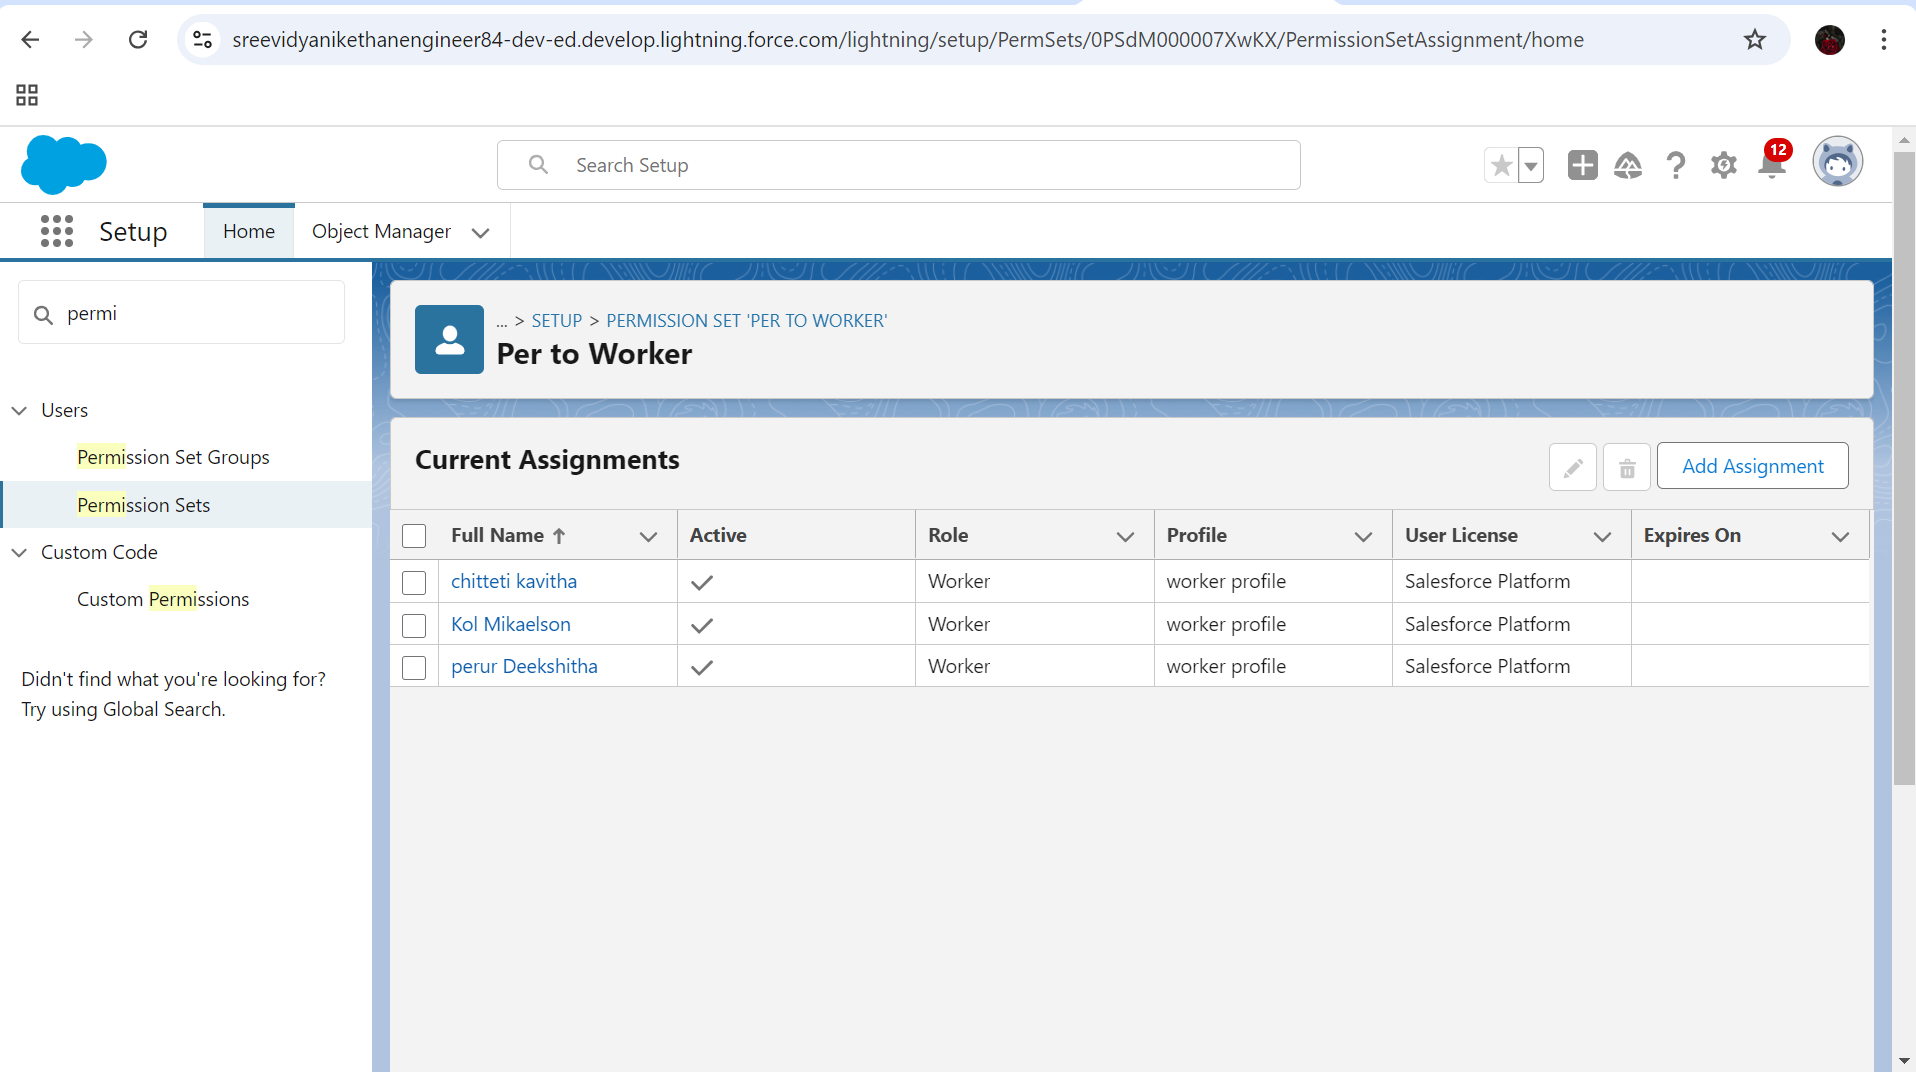 sreevidyanikethanengineer84-dev-ed.develop.lightning.force.com/lightning/setup/PermSets/0PSdM000007XwKX/PermissionSetAssignment/home
Search Setup
12
Setup
Home
Object Manager
permi
Users
Permission Set Groups
Permission Sets
Custom Code
Custom Permissions
Didn't find what you're looking for?
Try using Global Search.
... > SETUP > PERMISSION SET 'PER TO WORKER'
Per to Worker
Current Assignments
Add Assignment
Full Name Active Role Profile User License Expires On
chitteti kavitha Worker worker profile Salesforce Platform
Kol Mikaelson Worker worker profile Salesforce Platform
perur Deekshitha Worker worker profile Salesforce Platform